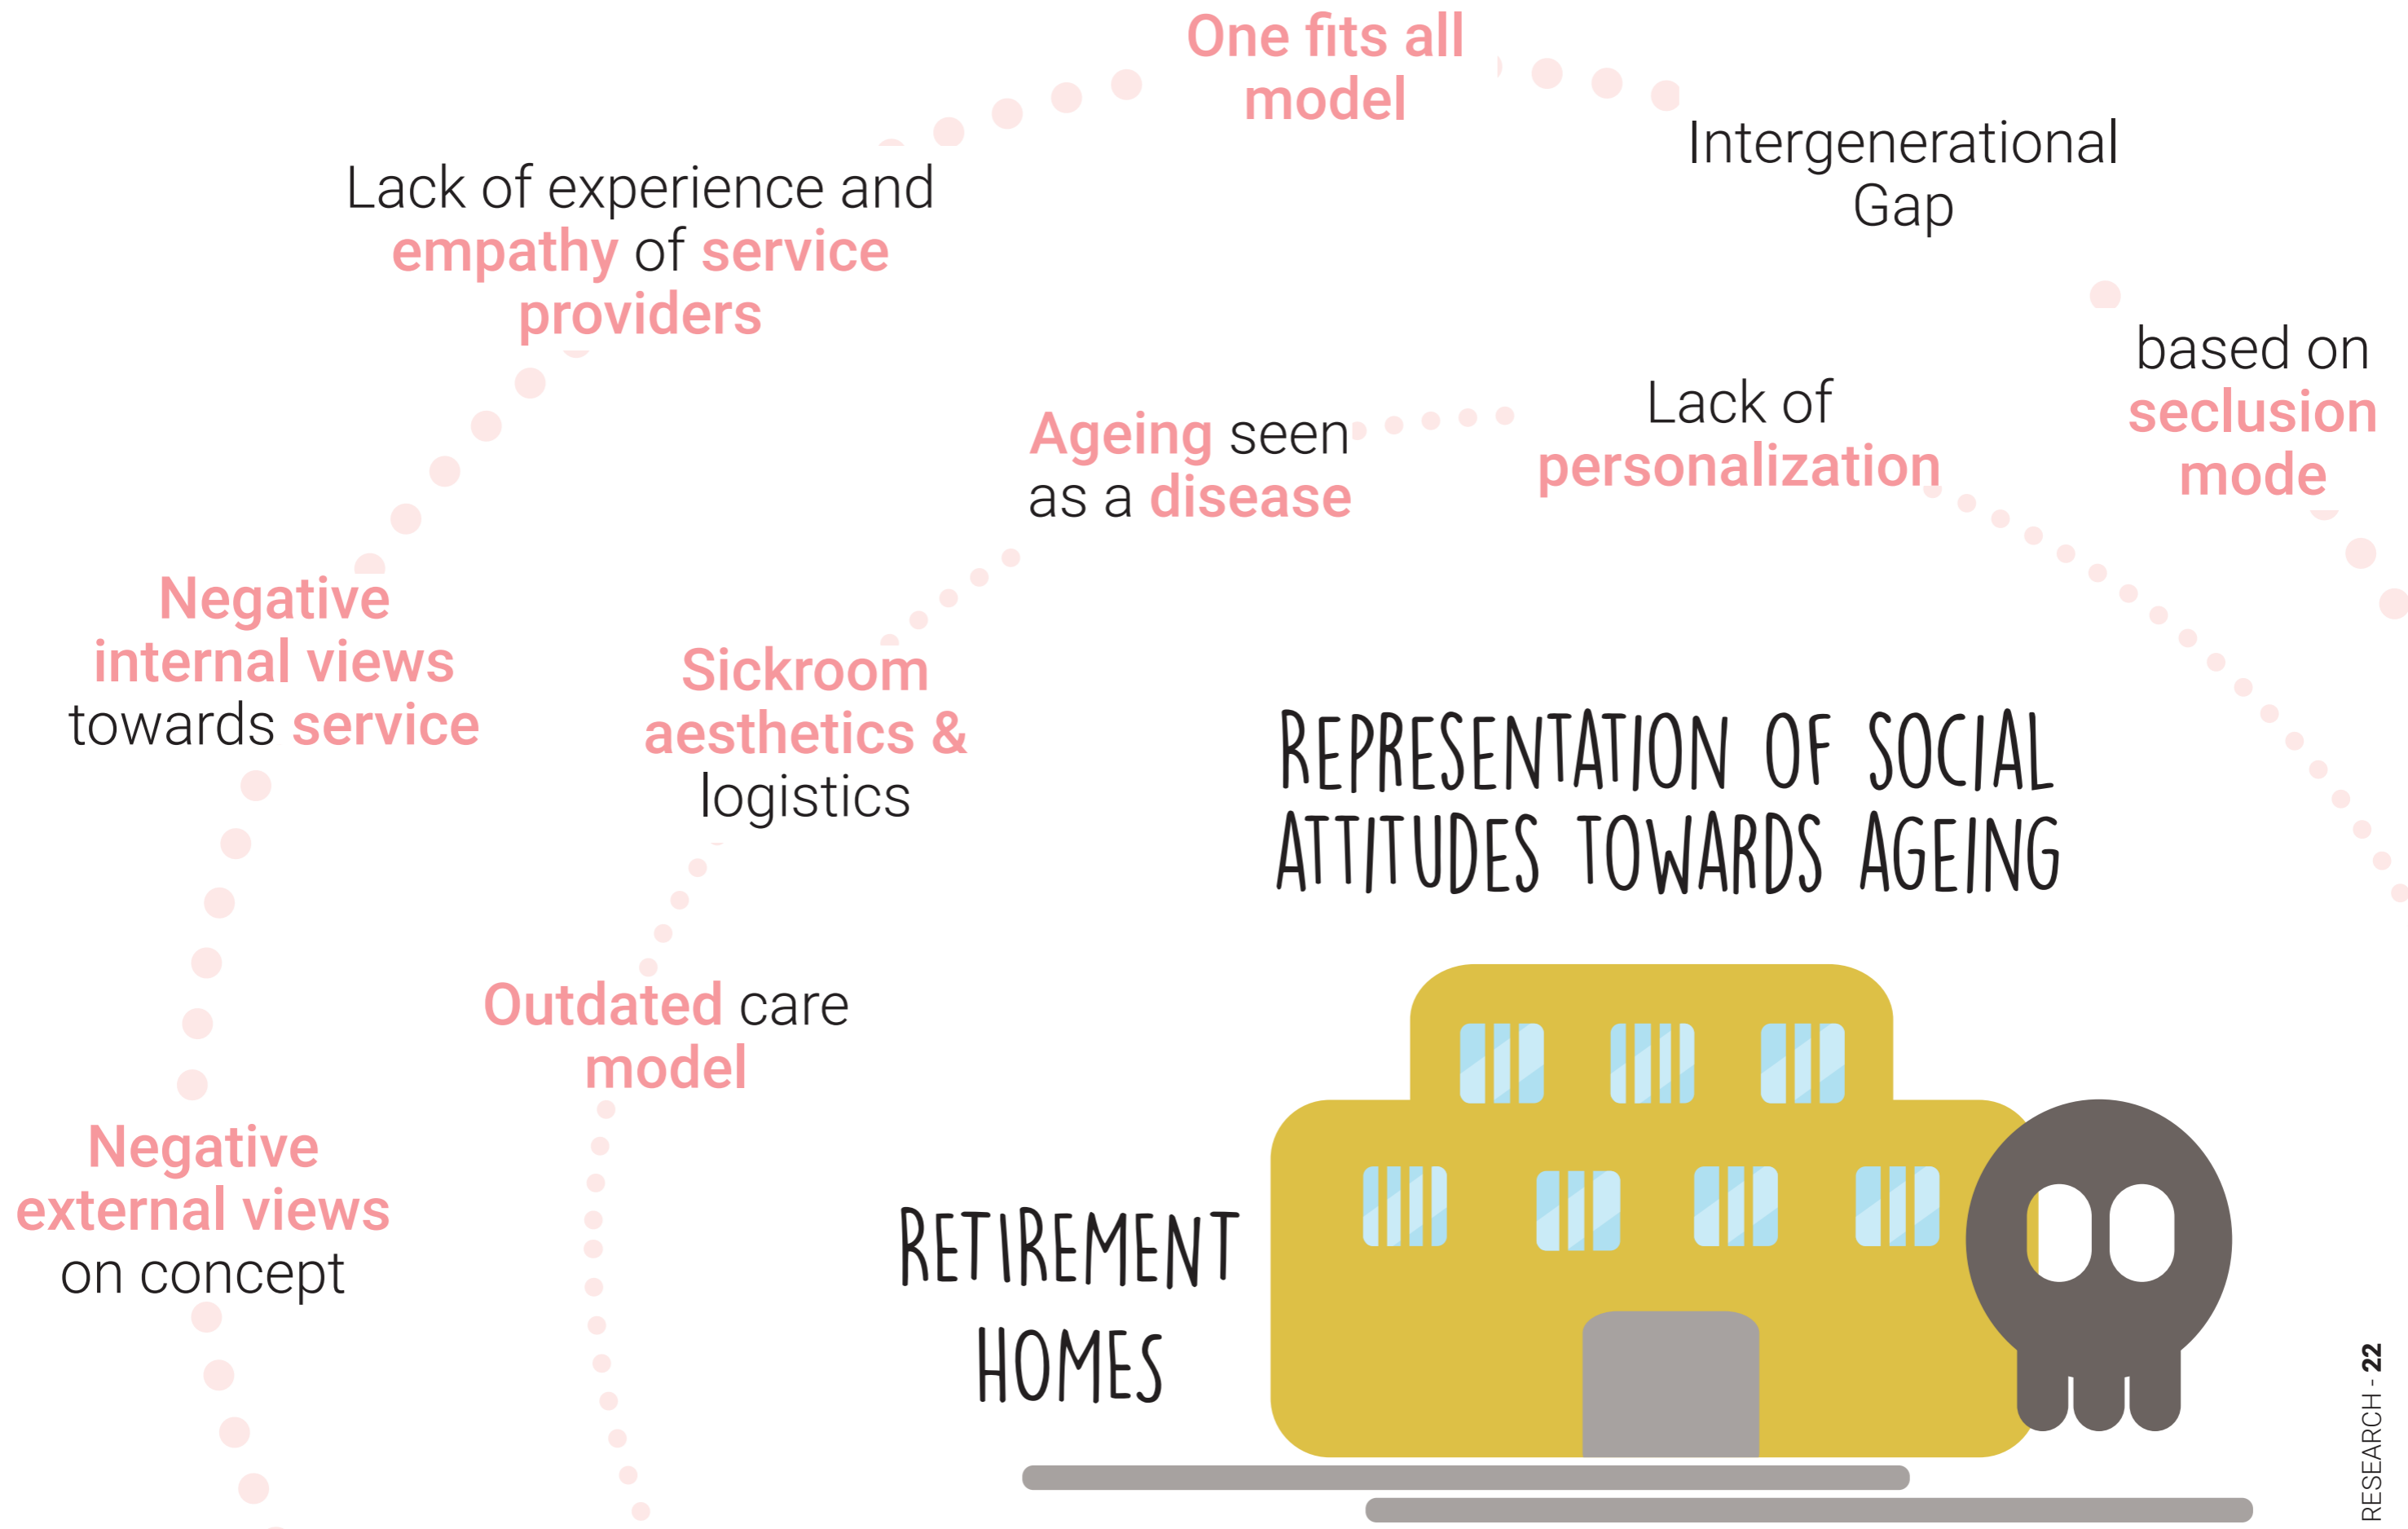 One fits all
model
Intergenerational
Gap
Lack of experience and
empathy of service
providers
based on
seclusion
mode
Lack of
personalization
Ageing seen
as a disease
Negative
internal views
towards service
Sickroom
aesthetics &
logistics
REPRESENTATION OF SOCIAL
ATTITUDES TOWARDS AGEING
Outdated care
model
Negative
external views
on concept
RETIREMENT
HOMES
RESEARCH - 22